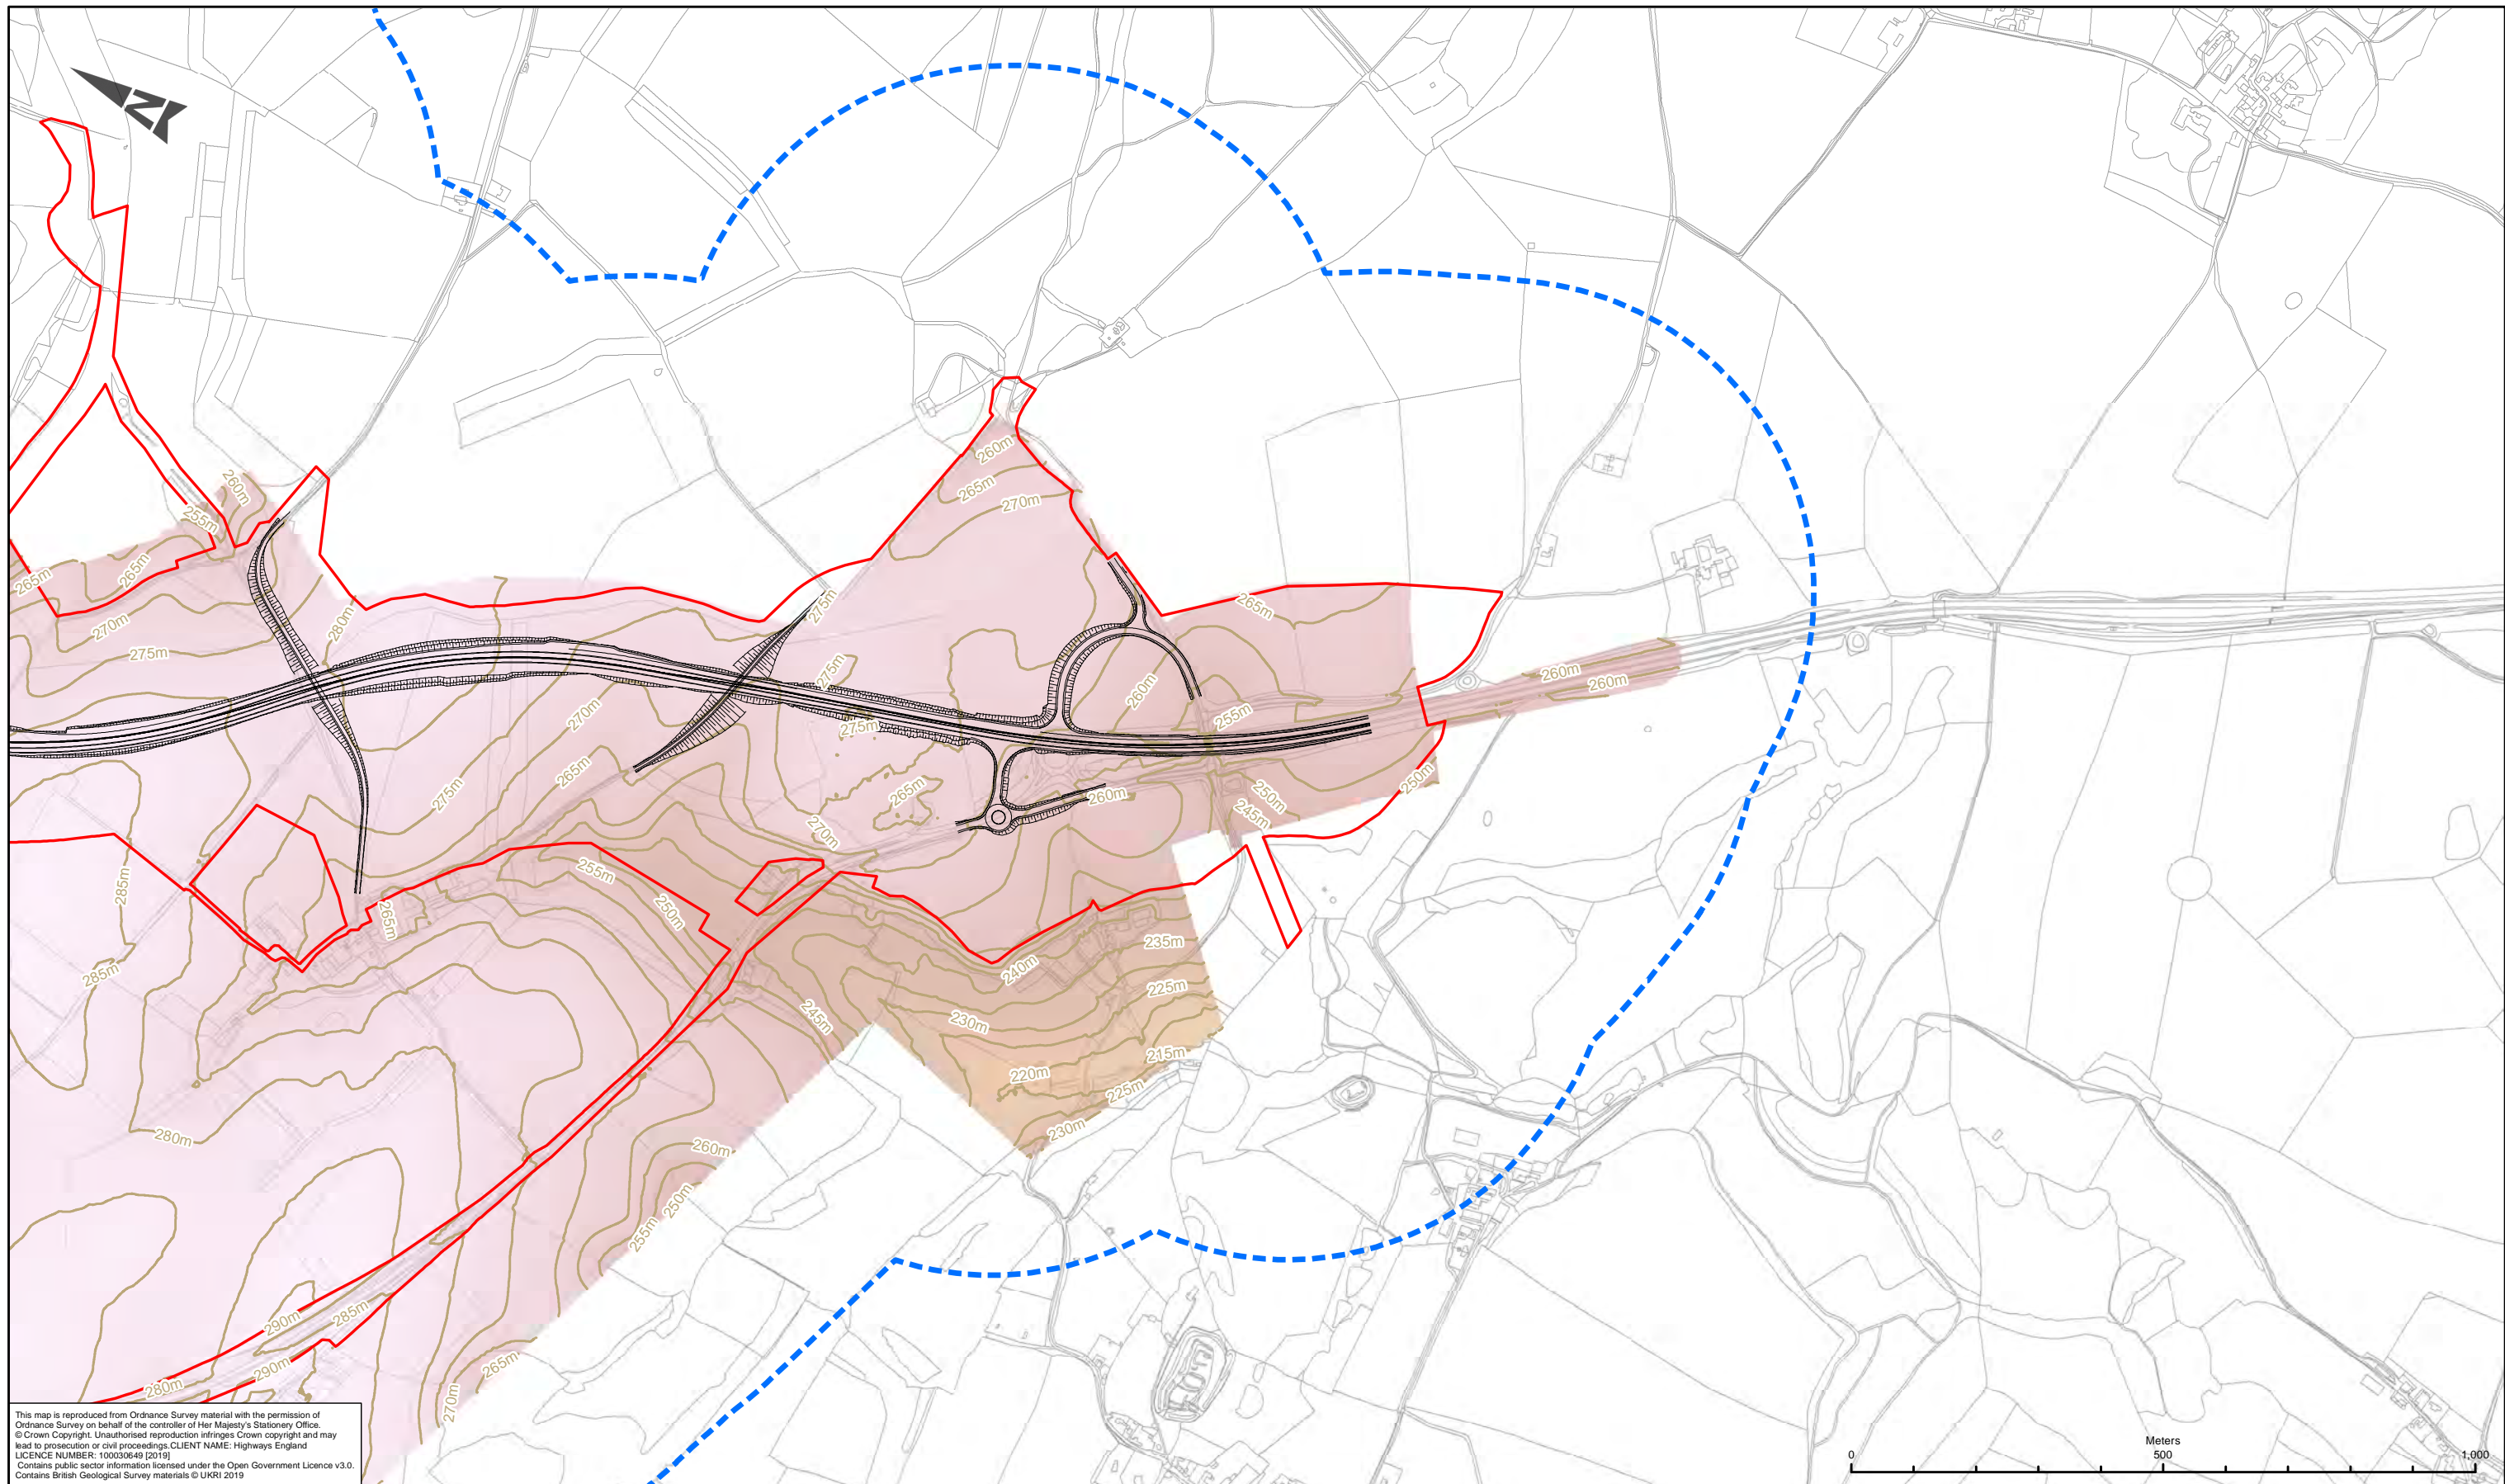 N
260m
265m
270m
260m
255m
265m
265m
270m
275m
280m
275m
275m
275m
265m
260m
255m
260m
260m
270m
265m
275m
265m
260m
250m
250m
245m
270m
285m
255m
250m
265m
285m
235m
240m
225m
245m
230m
215m
220m
225m
230m
280m
260m
250m
255m
290m
285m
290m
280m
265m
270m
This map is reproduced from Ordnance Survey material with the permission of
Ordnance Survey on behalf of the controller of Her Majesty's Stationery Office.
© Crown Copyright. Unauthorised reproduction infringes Crown copyright and may
lead to prosecution or civil proceedings.CLIENT NAME: Highways England
LICENCE NUMBER: 100030649 [2019]
Contains public sector information licensed under the Open Government Licence v3.0.
Contains British Geological Survey materials © UKRI 2019
Meters
0 500 1,000